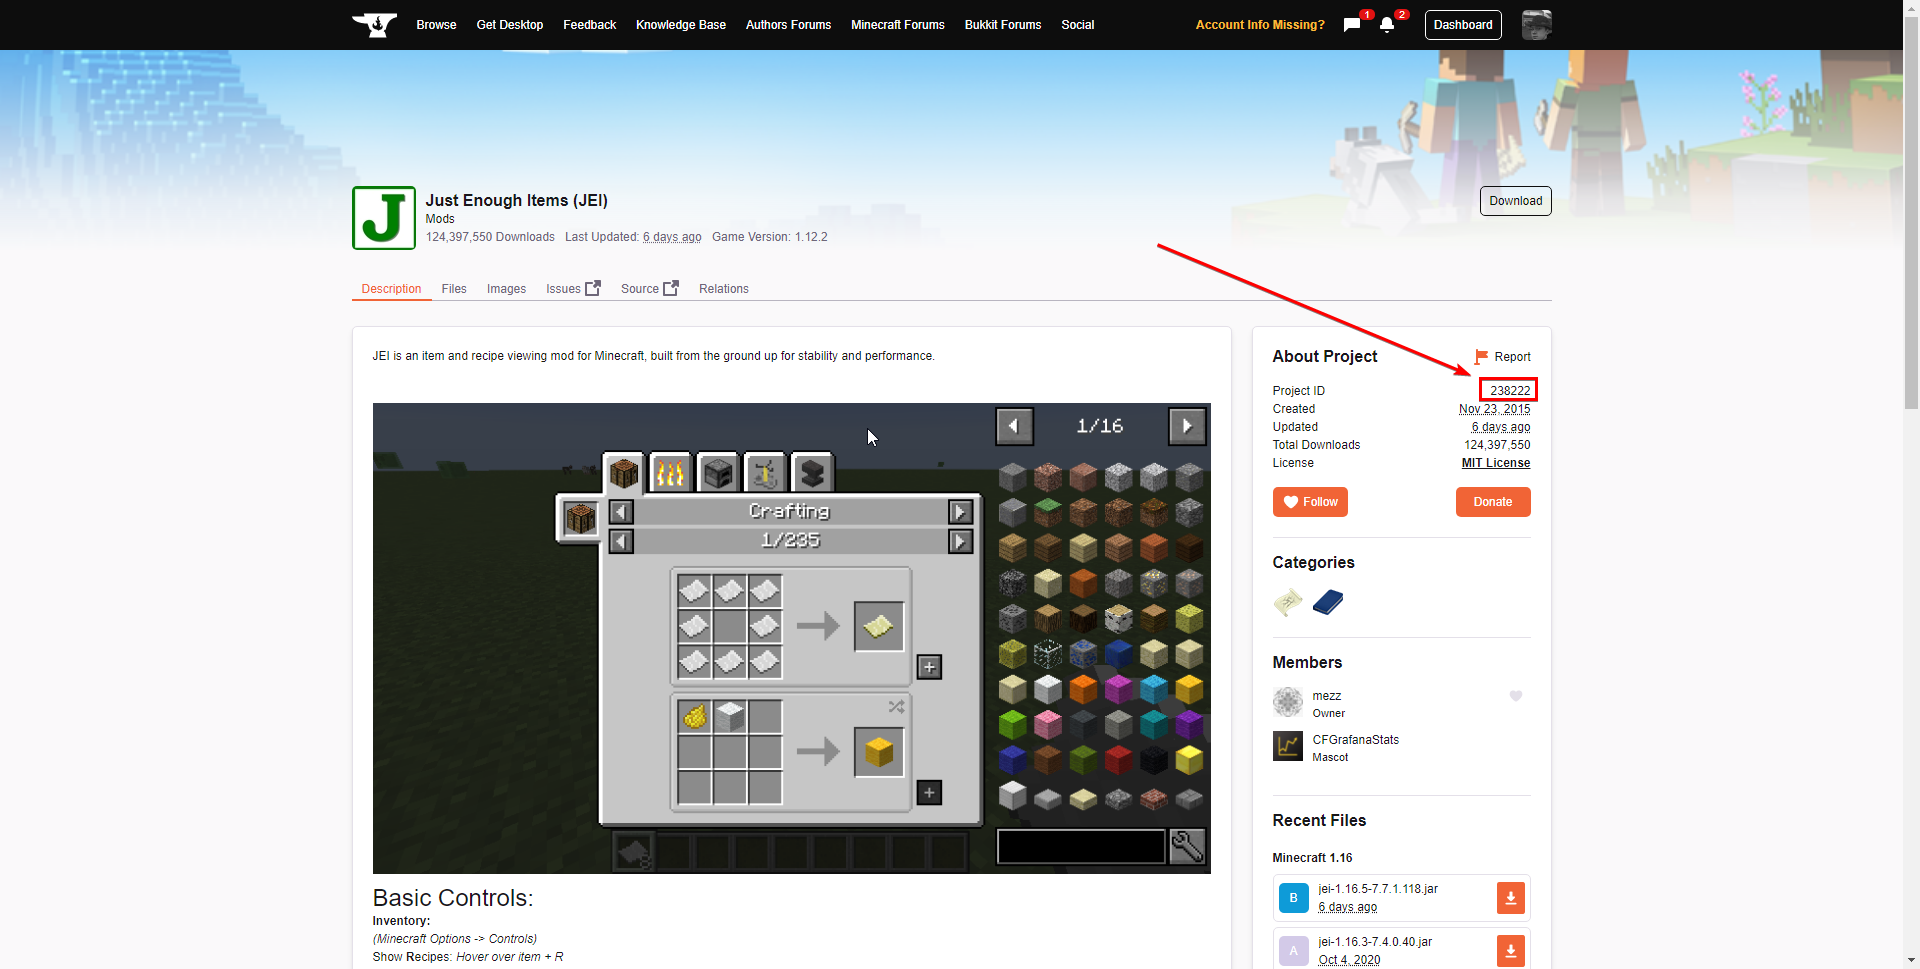 Browse Get Desktop Feedback Knowledge Base Authors Forums Minecraft Forums Bukkit Forums Social Account Info Missing? 1 2 Dashboard
J
Just Enough Items (JEI)
Mods
124,397,550 Downloads Last Updated: 6 days ago Game Version: 1.12.2
Download
Description Files Images Issues Source Relations
JEI is an item and recipe viewing mod for Minecraft, built from the ground up for stability and performance.
1/16
Crafting
1/235
+
+
8
Basic Controls:
Inventory:
(Minecraft Options -> Controls)
Show Recipes: Hover over item + R
About Project Report
Project ID 238222
Created Nov 23, 2015
Updated 6 days ago
Total Downloads 124,397,550
License MIT License
Follow Donate
Categories
Members
mezz
Owner
CFGrafanaStats
Mascot
Recent Files
Minecraft 1.16
B jei-1.16.5-7.7.1.118.jar
6 days ago
A jei-1.16.3-7.4.0.40.jar
Oct 4, 2020